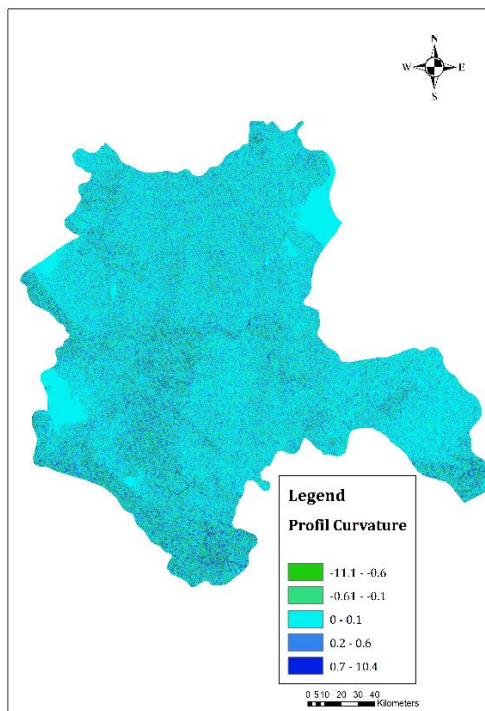 N
W E
S
Legend
Profil Curvature
-11.1 - -0.6
-0.61 - -0.1
0 - 0.1
0.2 - 0.6
0.7 - 10.4
0 5 10 20 30 40
Kilometers